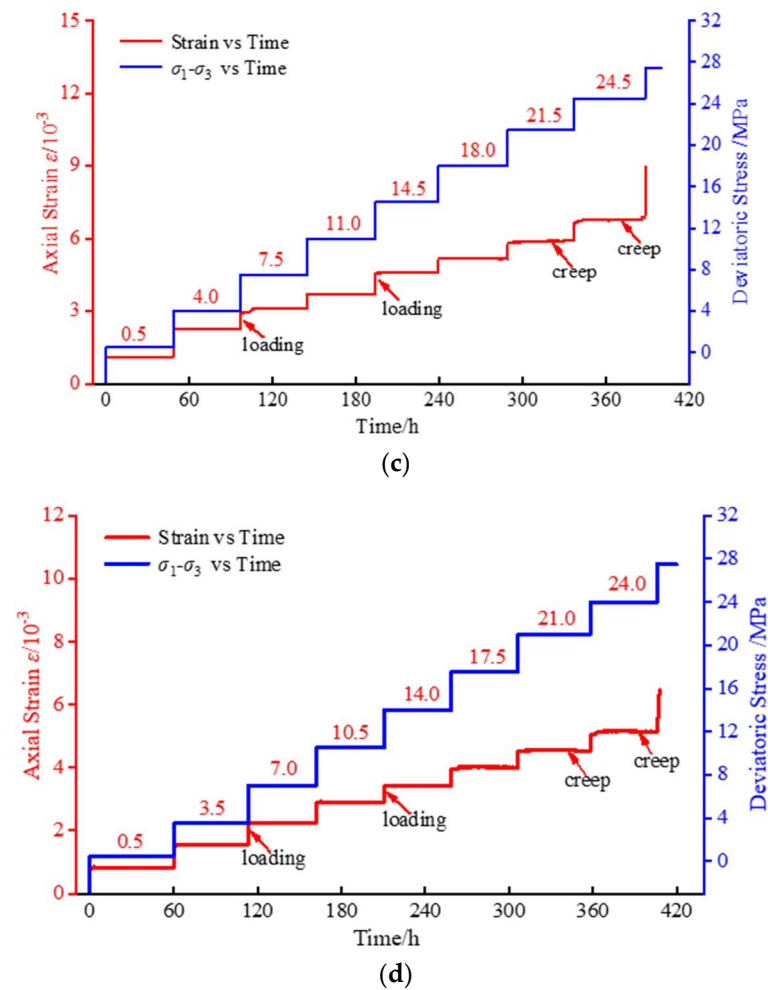 Strain vs Time
σ1-σ3 vs Time
Axial Strain ε/10-3
15
12
9
6
3
0
0.5
4.0
7.5
11.0
14.5
18.0
21.5
24.5
loading
loading
creep
creep
32
28
24
20
16
12
8
4
0
Deviatoric Stress /MPa
0 60 120 180 240 300 360 420
Time/h
(c)
Strain vs Time
σ1-σ3 vs Time
Axial Strain ε/10-3
12
10
8
6
4
2
0
0.5
3.5
7.0
10.5
14.0
17.5
21.0
24.0
loading
loading
creep
creep
32
28
24
20
16
12
8
4
0
Deviatoric Stress /MPa
0 60 120 180 240 300 360 420
Time/h
(d)